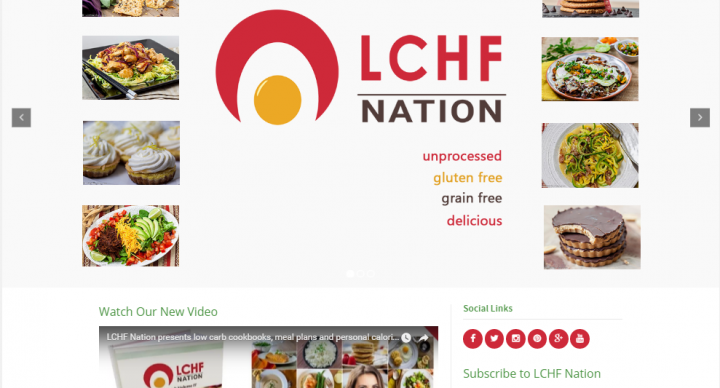 LCHF
NATION
unprocessed
gluten free
grain free
delicious
Watch Our New Video
LCHF Nation presents low carb cookbooks, meal plans and personal calori...
LCHF
NATION
Social Links
Subscribe to LCHF Nation